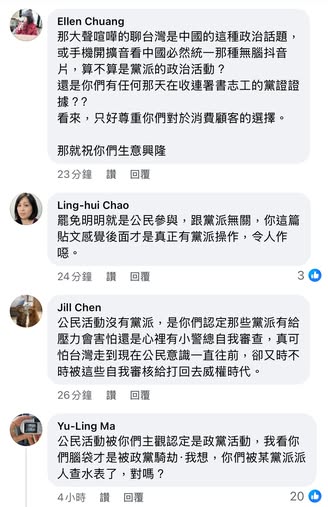 Ellen Chuang
那大聲喧嘩的聊台灣是中國的這種政治話題，
或手機開擴音看中國必然統一那種無腦抖音
片，算不算是黨派的政治活動？
還是你們有任何那天在收連署書志工的黨證證
據？?
看來，只好尊重你們對於消費顧客的選擇。
那就祝你們生意興隆
23分鐘 讚 回覆
Ling-hui Chao
罷免明明就是公民參與，跟黨派無關，你這篇
貼文感覺後面才是真正有黨派操作，令人作
噁。
24分鐘 讚 回覆 3
Jill Chen
公民活動沒有黨派，是你們認定那些黨派有給
壓力會害怕還是心裡有小警總自我審查，真可
怕台灣走到現在公民意識一直往前，卻又時不
時被這些自我審核給打回去威權時代。
26分鐘 讚 回覆
Yu-Ling Ma
公民活動被你們主觀認定是政黨活動，我看你
們腦袋才是被政黨騎劫·我想，你們被某黨派派
人查水表了，對嗎？
4小時 讚 回覆 20